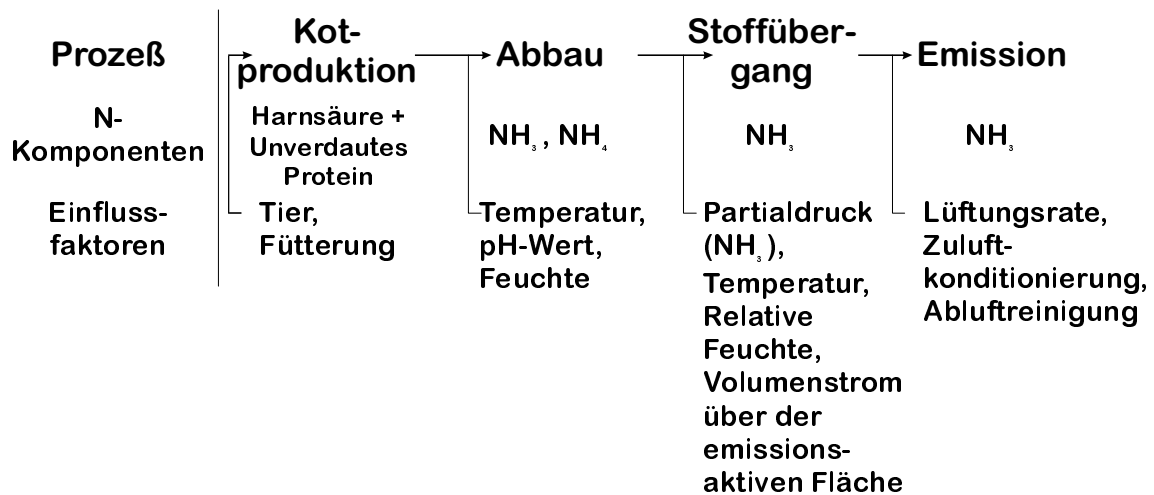 Prozeß
N-
Komponenten
Einfluss-
faktoren
Kot-
produktion
Harnsäure +
Unverdautes
Protein
Tier,
Fütterung
Abbau
NH₃, NH₄
Temperatur,
pH-Wert,
Feuchte
Stoffüber-
gang
NH₃
Partialdruck
(NH₃),
Temperatur,
Relative
Feuchte,
Volumenstrom
über der
emissions-
aktiven Fläche
Emission
NH₃
Lüftungsrate,
Zuluft-
konditionierung,
Abluftreinigung